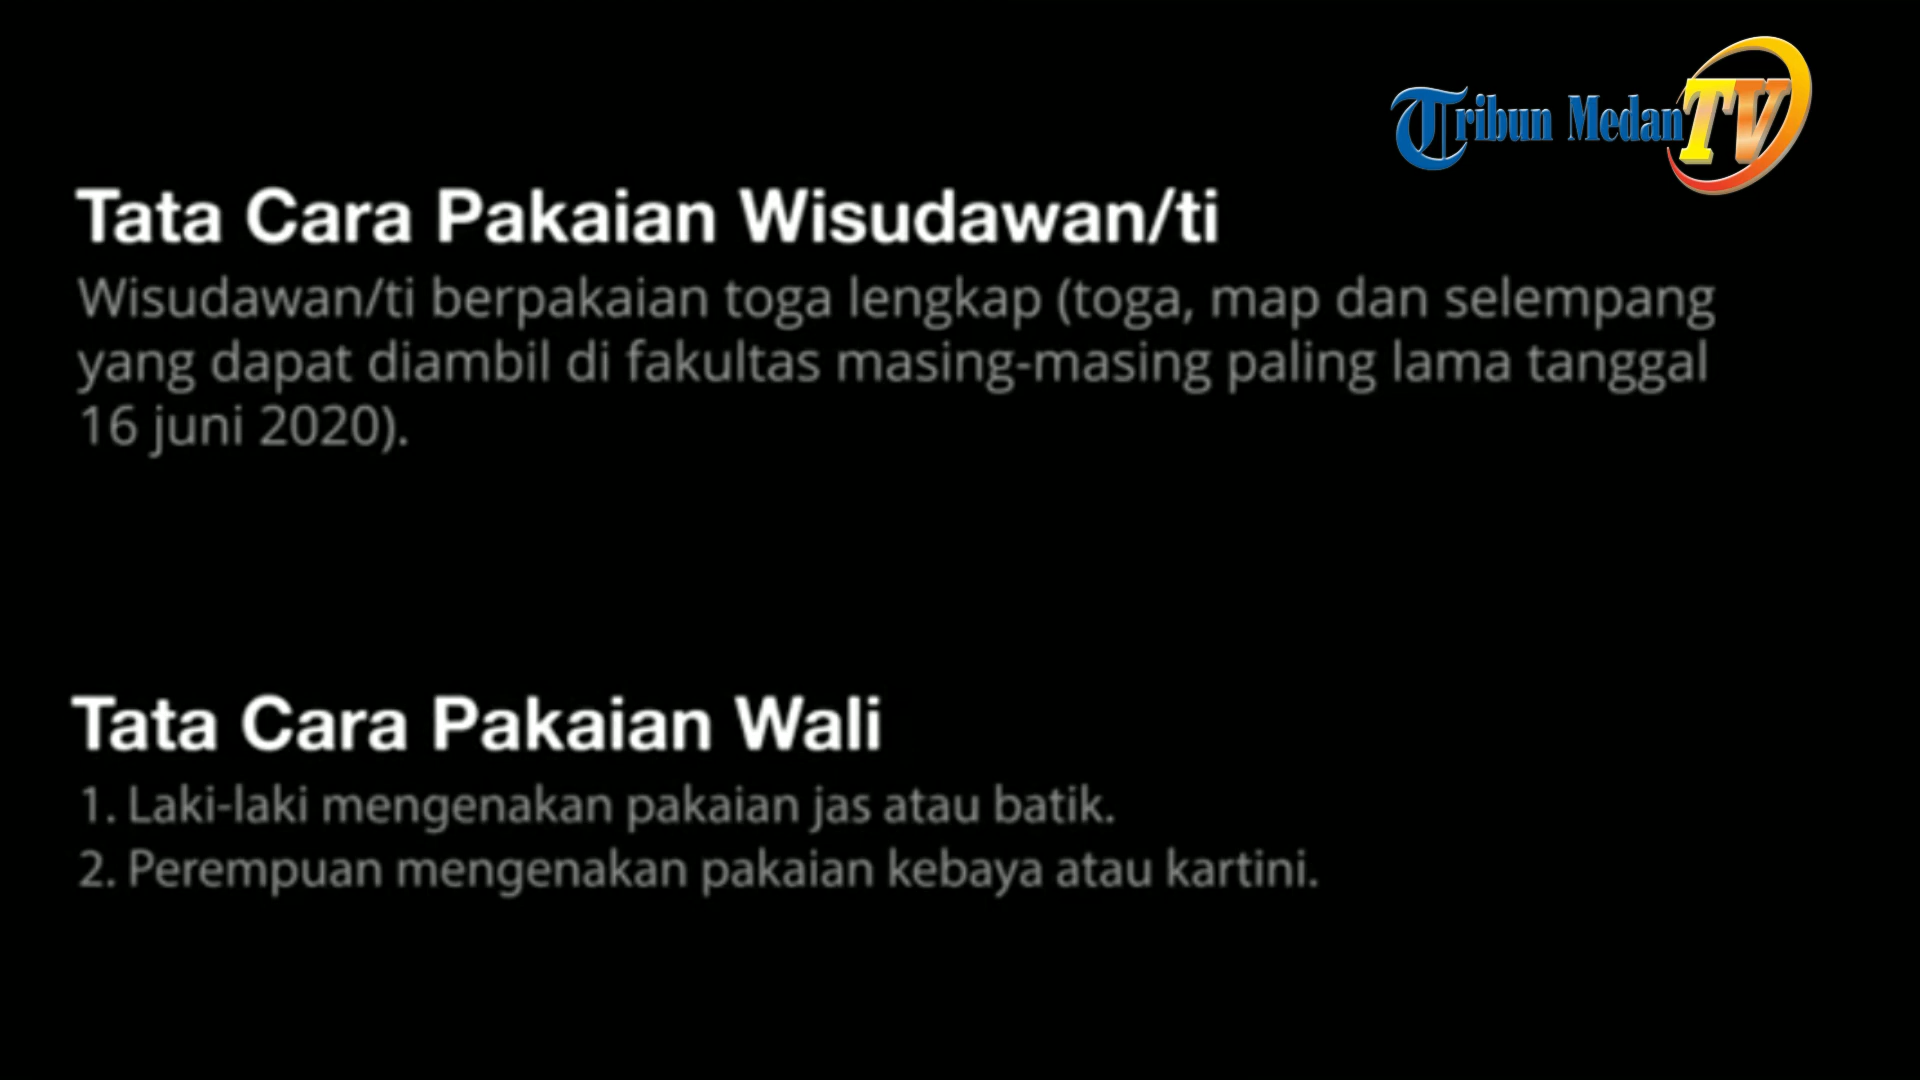 Tribun Medan TV
Tata Cara Pakaian Wisudawan/ti
Wisudawan/ti berpakaian toga lengkap (toga, map dan selempang
yang dapat diambil di fakultas masing-masing paling lama tanggal
16 juni 2020).
Tata Cara Pakaian Wali
1. Laki-laki mengenakan pakaian jas atau batik.
2. Perempuan mengenakan pakaian kebaya atau kartini.